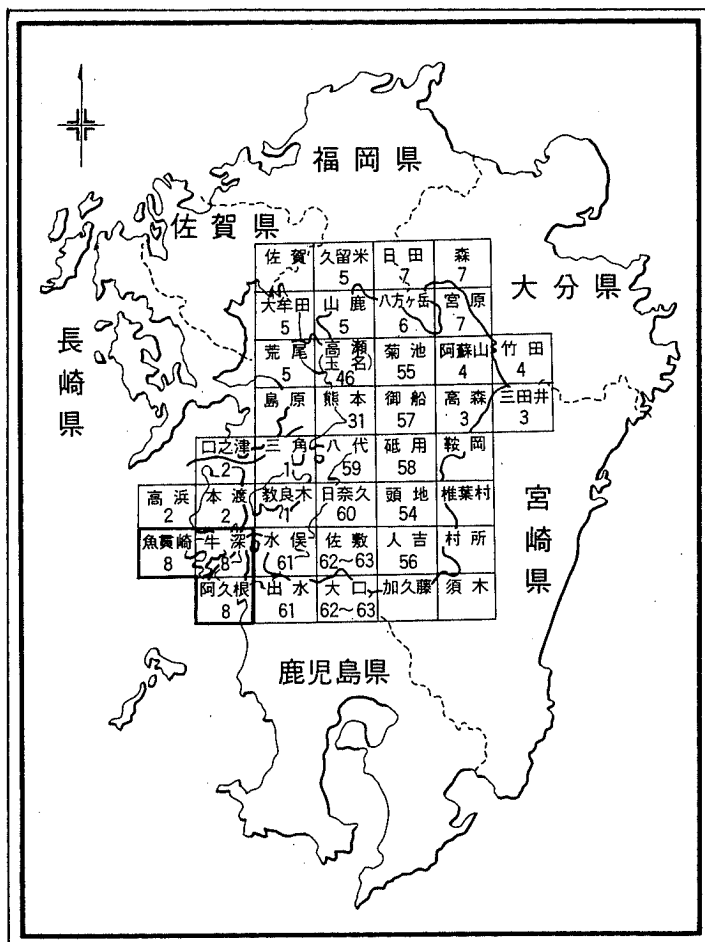 福岡県
佐賀県
長崎県
大分県
宮崎県
鹿児島県
佐賀 久留米 日田 森
5 7 7
大牟田 山鹿 八方ヶ岳 宮原
5 5 6 7
荒尾 高瀬(玉名) 菊池 阿蘇山 竹田
5 46 55 4 4
島原 熊本 御船 高森 三田井
31 57 3 3
口之津 三角 八代 砥用 鞍岡
2 1 59 58
高浜 本渡 教良木 日奈久 頭地 椎葉村
2 2 60 54
魚貫崎 牛深 水俣 佐敷 人吉 村所
8 8 61 62~63 56
阿久根 出水 大口 加久藤 須木
8 61 62~63